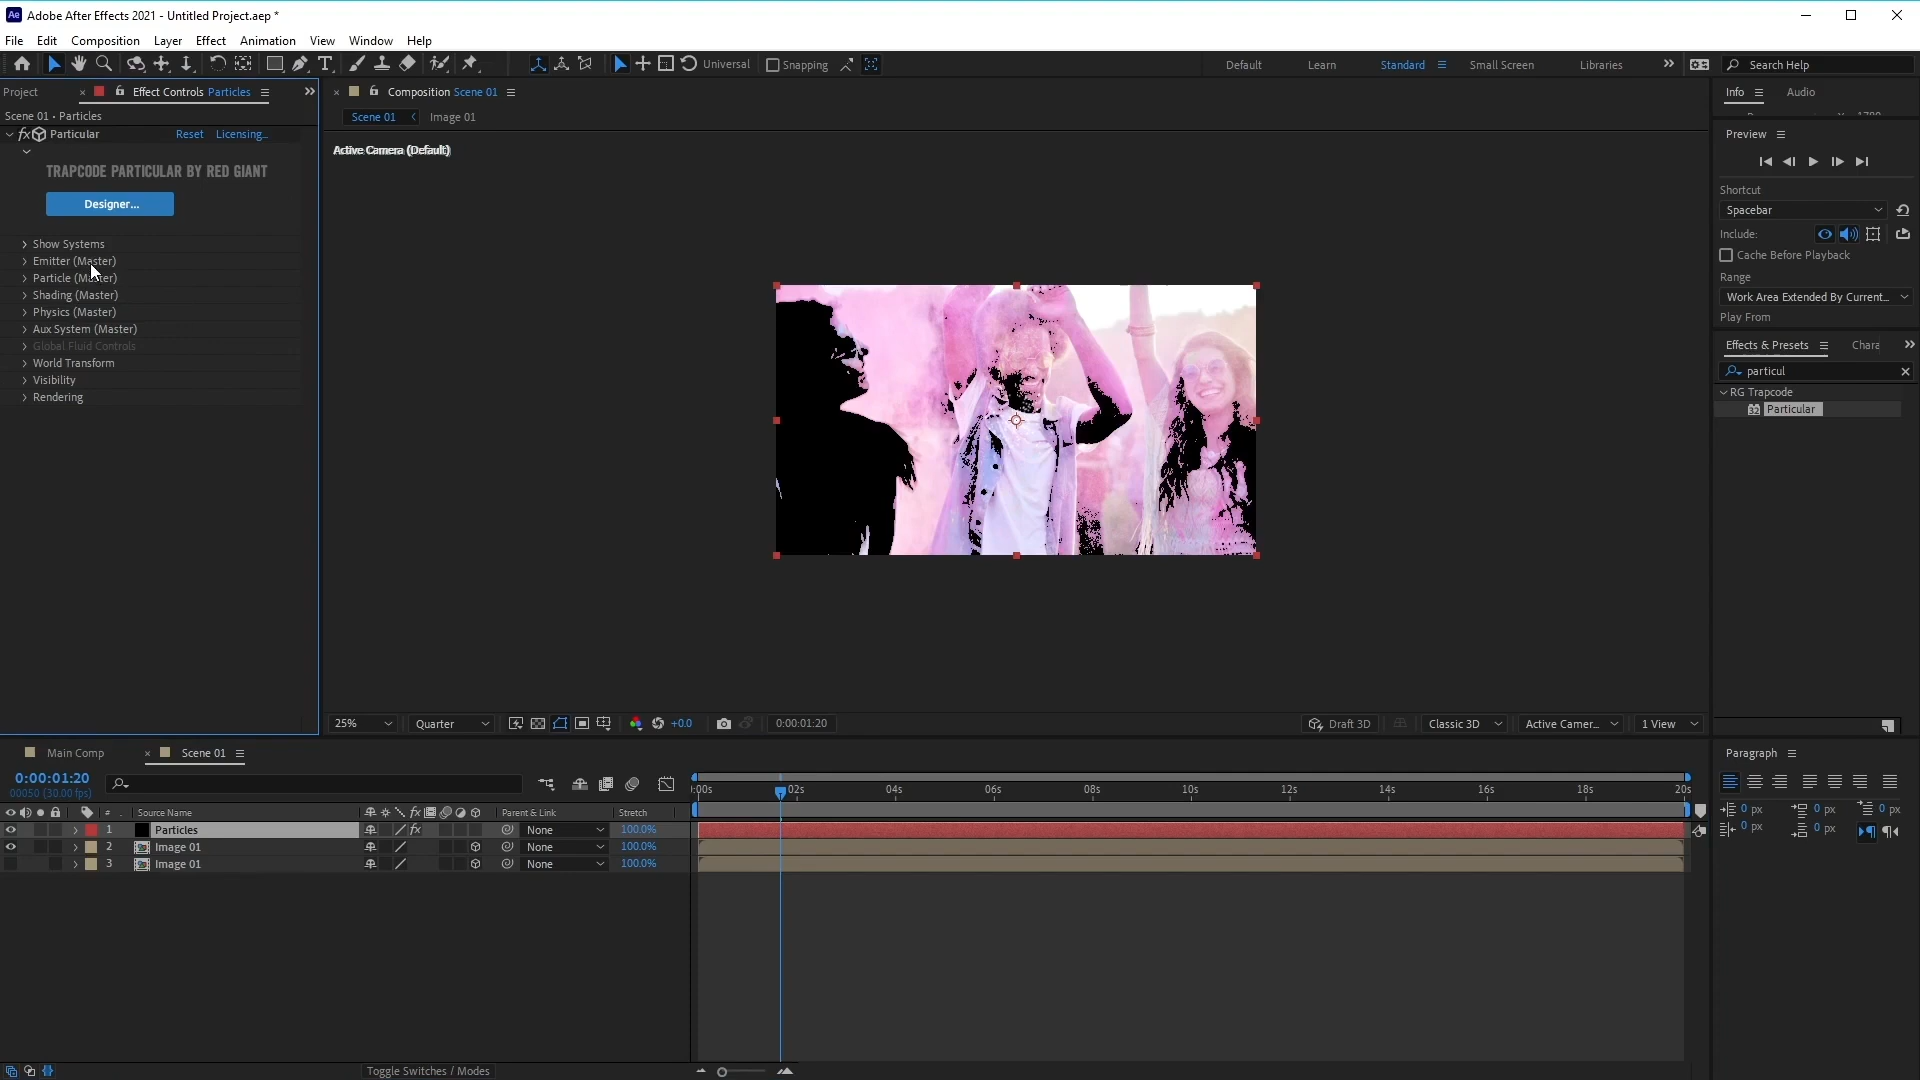 Ae Adobe After Effects 2021 - Untitled Project.aep *
File Edit Composition Layer Effect Animation View Window Help
Universal Snapping Default Learn Standard Small Screen Libraries Search Help
Project Effect Controls Particles
Scene 01 • Particles
fx Particular Reset Licensing...
TRAPCODE PARTICULAR BY RED GIANT
Designer...
Show Systems
Emitter (Master)
Particle (Master)
Shading (Master)
Physics (Master)
Aux System (Master)
Global Fluid Controls
World Transform
Visibility
Rendering
Composition Scene 01
Scene 01 Image 01
Active Camera (Default)
25% Quarter +0.0 0:00:01:20 Draft 3D Classic 3D Active Camer... 1 View
Info Audio
Preview
Shortcut
Spacebar
Include:
Cache Before Playback
Range
Work Area Extended By Current...
Play From
Effects & Presets Chara
particul
RG Trapcode
32 Particular
Main Comp Scene 01
0:00:01:20
00050 (30.00 fps)
:00s 02s 04s 06s 08s 10s 12s 14s 16s 18s 20s
# Source Name fx Parent & Link Stretch
1 Particles fx None 100.0%
2 Image 01 None 100.0%
3 Image 01 None 100.0%
Toggle Switches / Modes
Paragraph
0 px 0 px 0 px
0 px 0 px